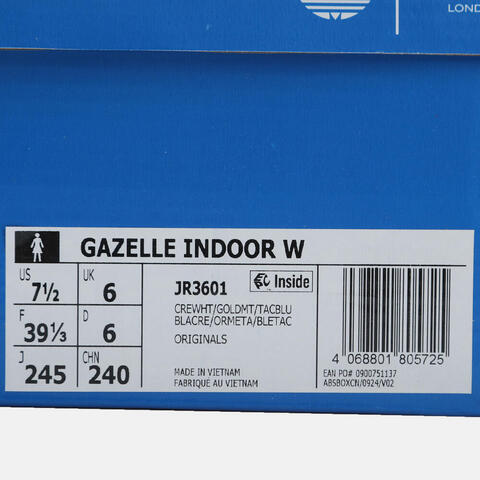 LOND
GAZELLE INDOOR W
US 7½ UK 6
F 39⅓ D 6
J 245 CHN 240
JR3601 Inside
CREWHT/GOLDMT/TACBLU
BLACRE/ORMETA/BLETAC
ORIGINALS
MADE IN VIETNAM
FABRIQUE AU VIETNAM
4 068801 805725
EAN PO# 0900751137
ABSBOXCN/0924/V02